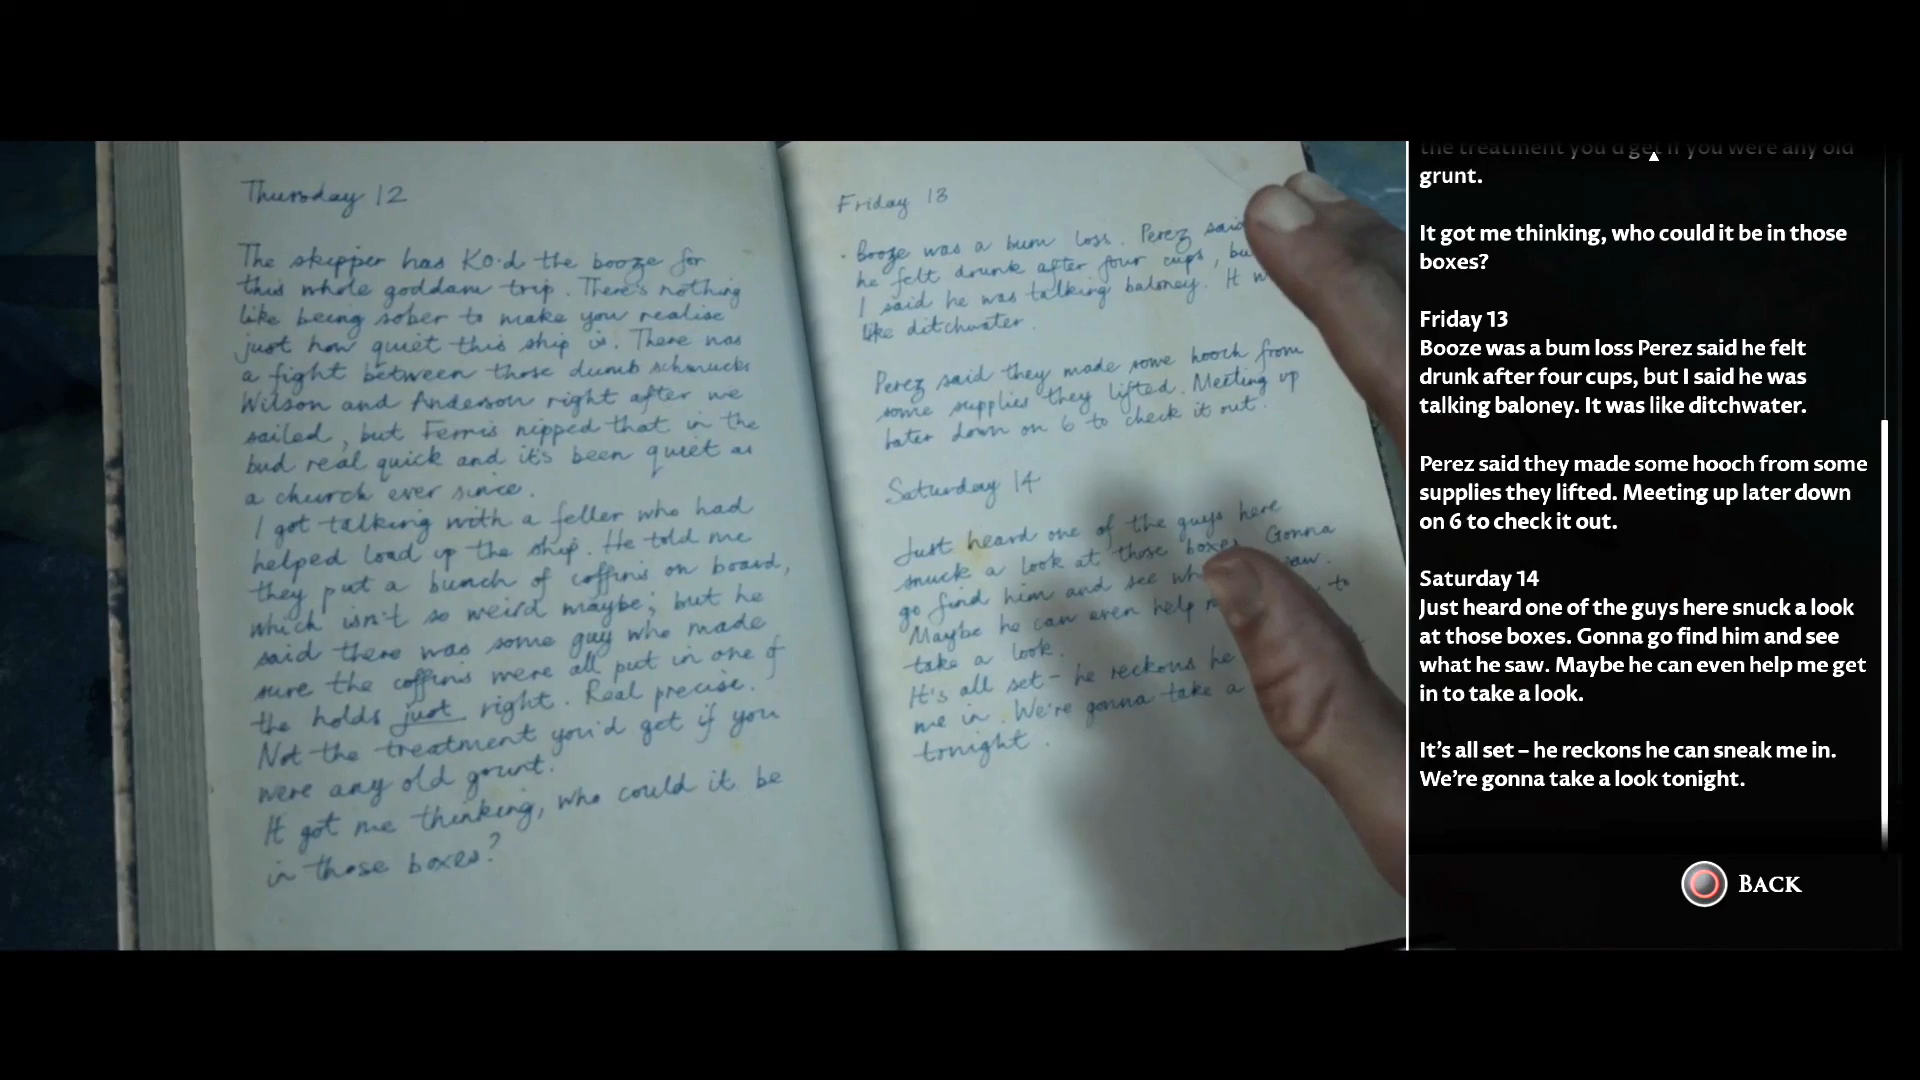 Thursday 12
The skipper has KO·d the booze for
this whole goddam trip. There's nothing
like being sober to make you realise
just how quiet this ship is. There was
a fight between those dumb schmucks
Wilson and Anderson right after we
sailed, but Ferris nipped that in the
bud real quick and it's been quiet as
a church ever since.
I got talking with a feller who had
helped load up the ship. He told me
they put a bunch of coffins on board,
which isn't so weird maybe; but he
said there was some guy who made
sure the coffins were all put in one of
the holds just right. Real precise.
Not the treatment you'd get if you
were any old grunt.
It got me thinking, who could it be
in those boxes?
Friday 13
Booze was a bum loss. Perez said
he felt drunk after four cups,
I said he was talking baloney. It
like ditchwater.
Perez said they made some hooch from
some supplies they lifted. Meeting up
later down on 6 to check it out.
Saturday 14
Just heard one of the guys here
snuck a look at those boxes. Gonna
go find him and see
Maybe he can even help to
take a look.
It's all set – he reckons he
me in. We're gonna take a
tonight.
the treatment you'd get if you were any old
grunt.
It got me thinking, who could it be in those
boxes?
Friday 13
Booze was a bum loss Perez said he felt
drunk after four cups, but I said he was
talking baloney. It was like ditchwater.
Perez said they made some hooch from some
supplies they lifted. Meeting up later down
on 6 to check it out.
Saturday 14
Just heard one of the guys here snuck a look
at those boxes. Gonna go find him and see
what he saw. Maybe he can even help me get
in to take a look.
It's all set – he reckons he can sneak me in.
We're gonna take a look tonight.
BACK